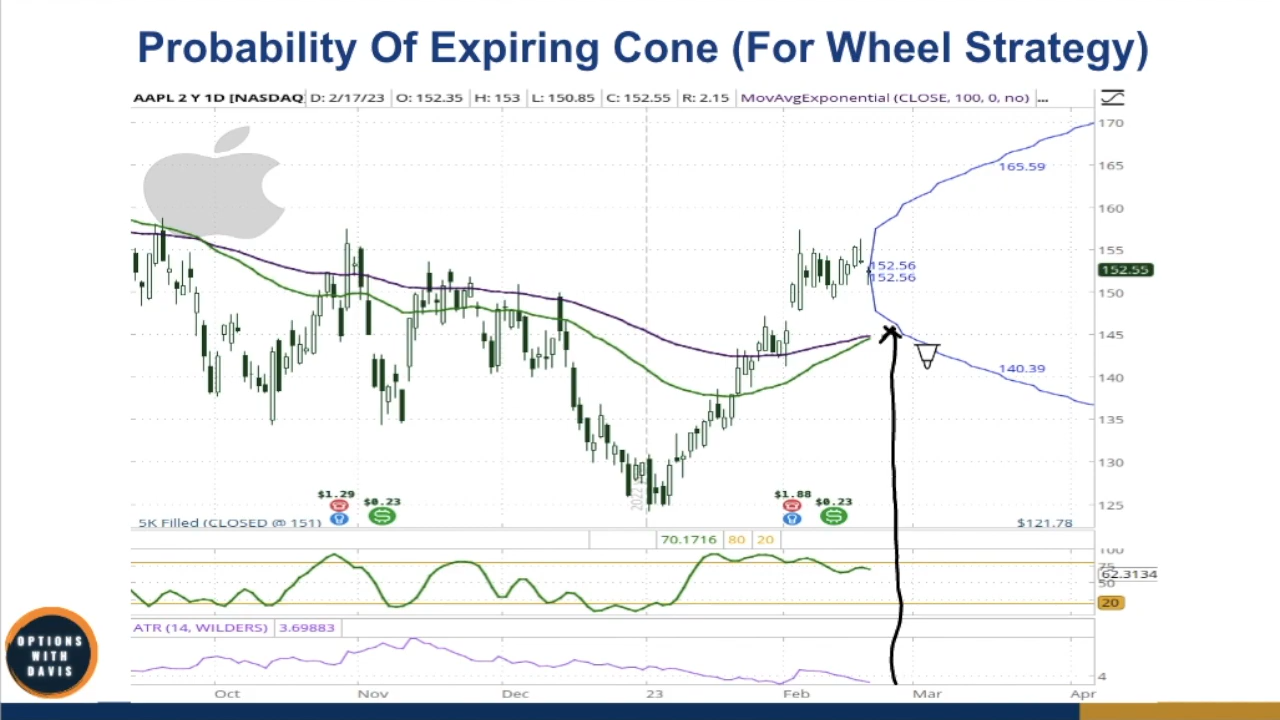 Probability Of Expiring Cone (For Wheel Strategy)
AAPL 2 Y 1D [NASDAQ D: 2/17/23 O: 152.35 H: 153 L: 150.85 C: 152.55 R: 2.15 MovAvgExponential (CLOSE, 100, 0, no) ...
170
165.59
165
160
155
152.56
152.55
152.56
150
145
140.39
140
135
130
$1.29 $0.23 $1.88 $0.23
125
5K Filled (CLOSED @ 151) $121.78
70.1716 80 20
100
75
62.3134
50
20
ATR (14, WILDERS) 3.69883
4
OPTIONS
WITH
DAVIS
Oct Nov Dec 23 Feb Mar Apr